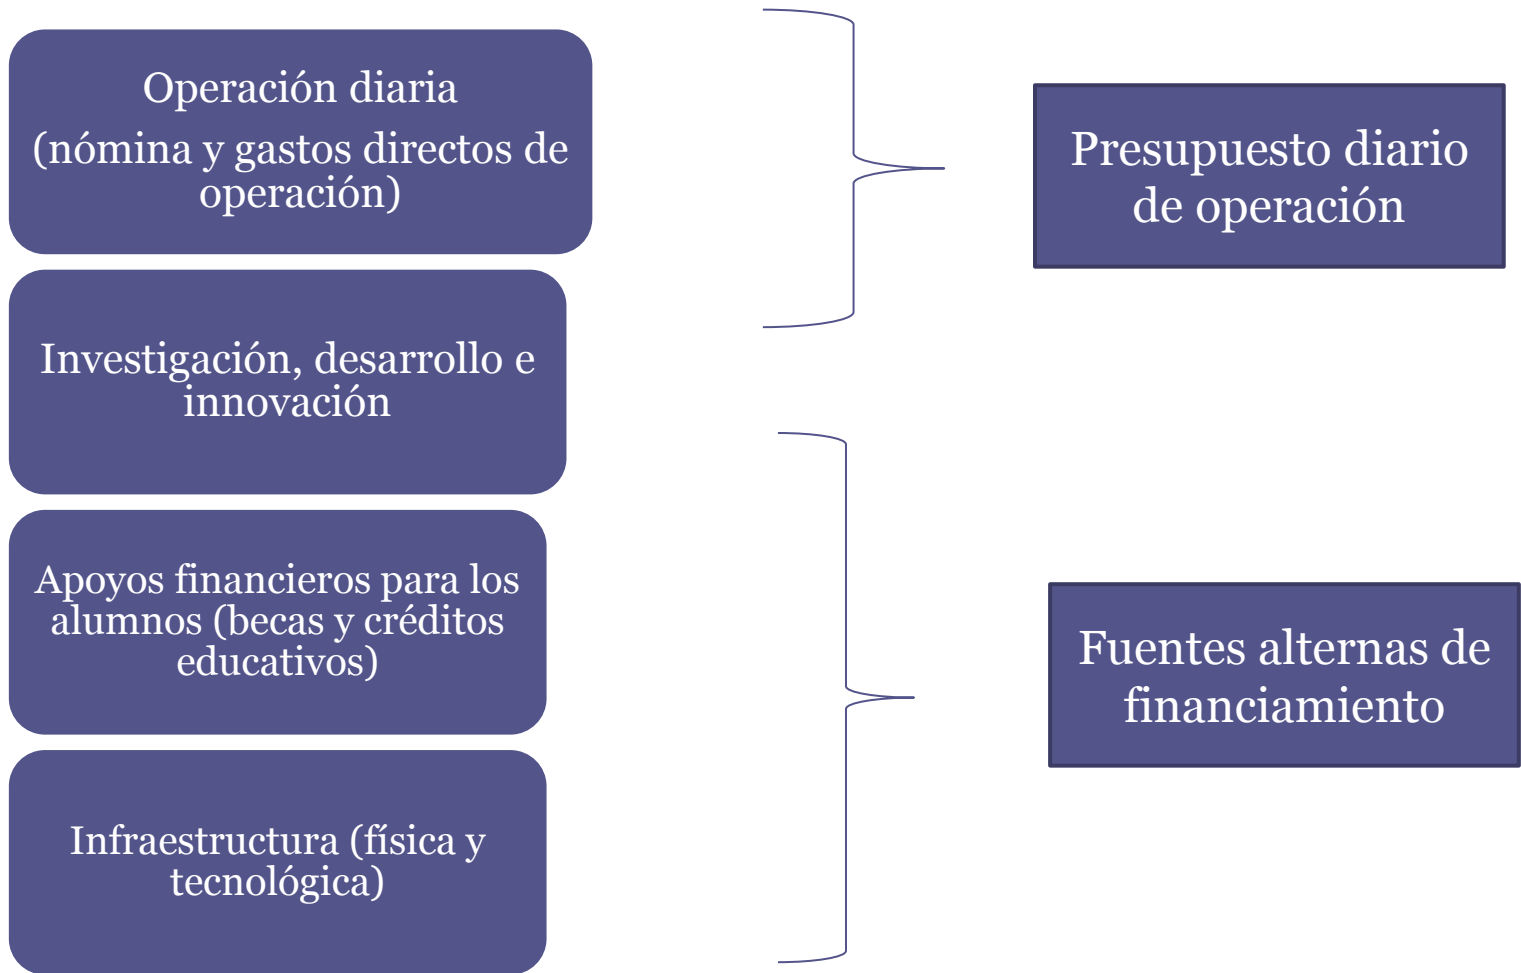 Operación diaria
(nómina y gastos directos de
operación)
Presupuesto diario
de operación
Investigación, desarrollo e
innovación
Apoyos financieros para los
alumnos (becas y créditos
educativos)
Fuentes alternas de
financiamiento
Infraestructura (física y
tecnológica)